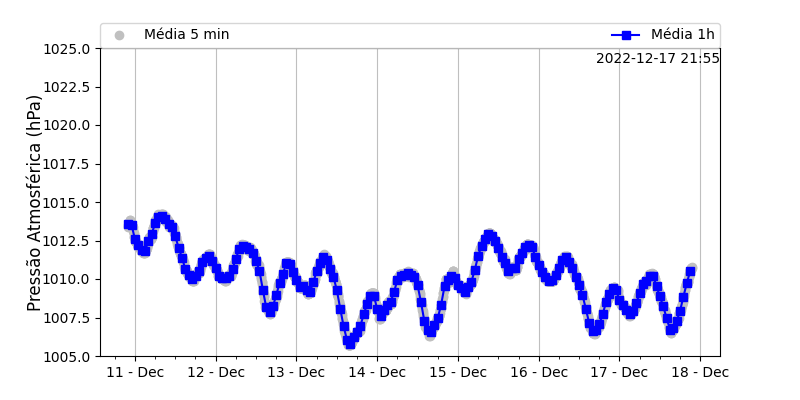 Média 5 min
Média 1h
2022-12-17 21:55
Pressão Atmosférica (hPa)
1025.0
1022.5
1020.0
1017.5
1015.0
1012.5
1010.0
1007.5
1005.0
11 - Dec
12 - Dec
13 - Dec
14 - Dec
15 - Dec
16 - Dec
17 - Dec
18 - Dec